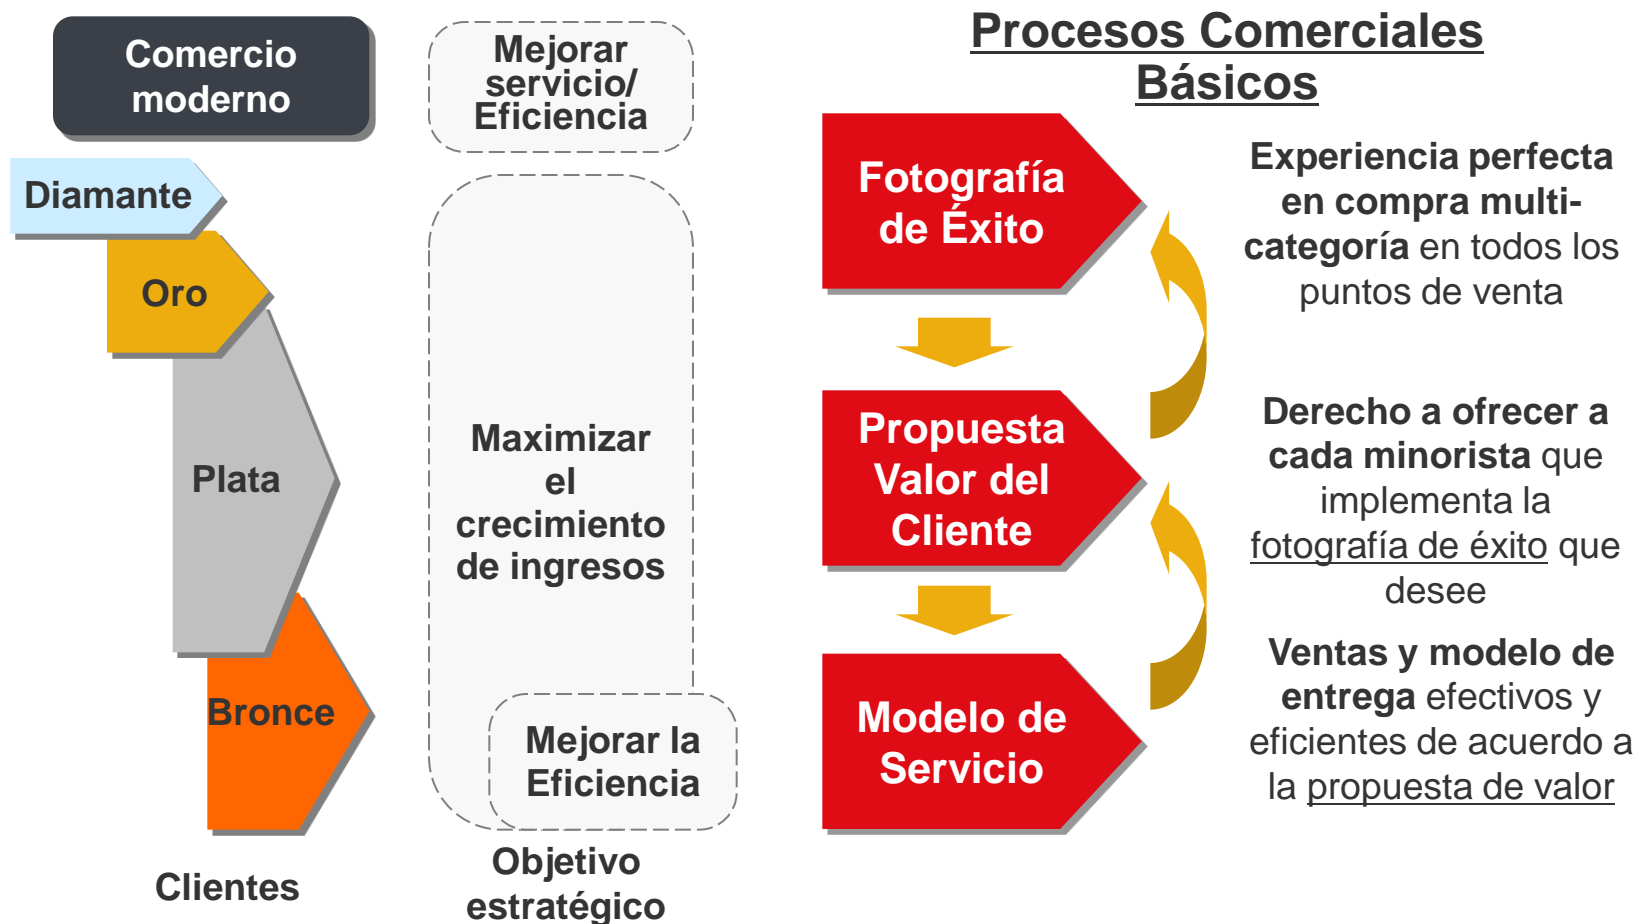 Comercio
moderno
Diamante
Oro
Plata
Bronce
Clientes
Mejorar
servicio/
Eficiencia
Maximizar
el
crecimiento
de ingresos
Mejorar la
Eficiencia
Objetivo
estratégico
Procesos Comerciales
Básicos
Fotografía
de Éxito
Experiencia perfecta
en compra multi-
categoría en todos los
puntos de venta
Propuesta
Valor del
Cliente
Derecho a ofrecer a
cada minorista que
implementa la
fotografía de éxito que
desee
Modelo de
Servicio
Ventas y modelo de
entrega efectivos y
eficientes de acuerdo a
la propuesta de valor